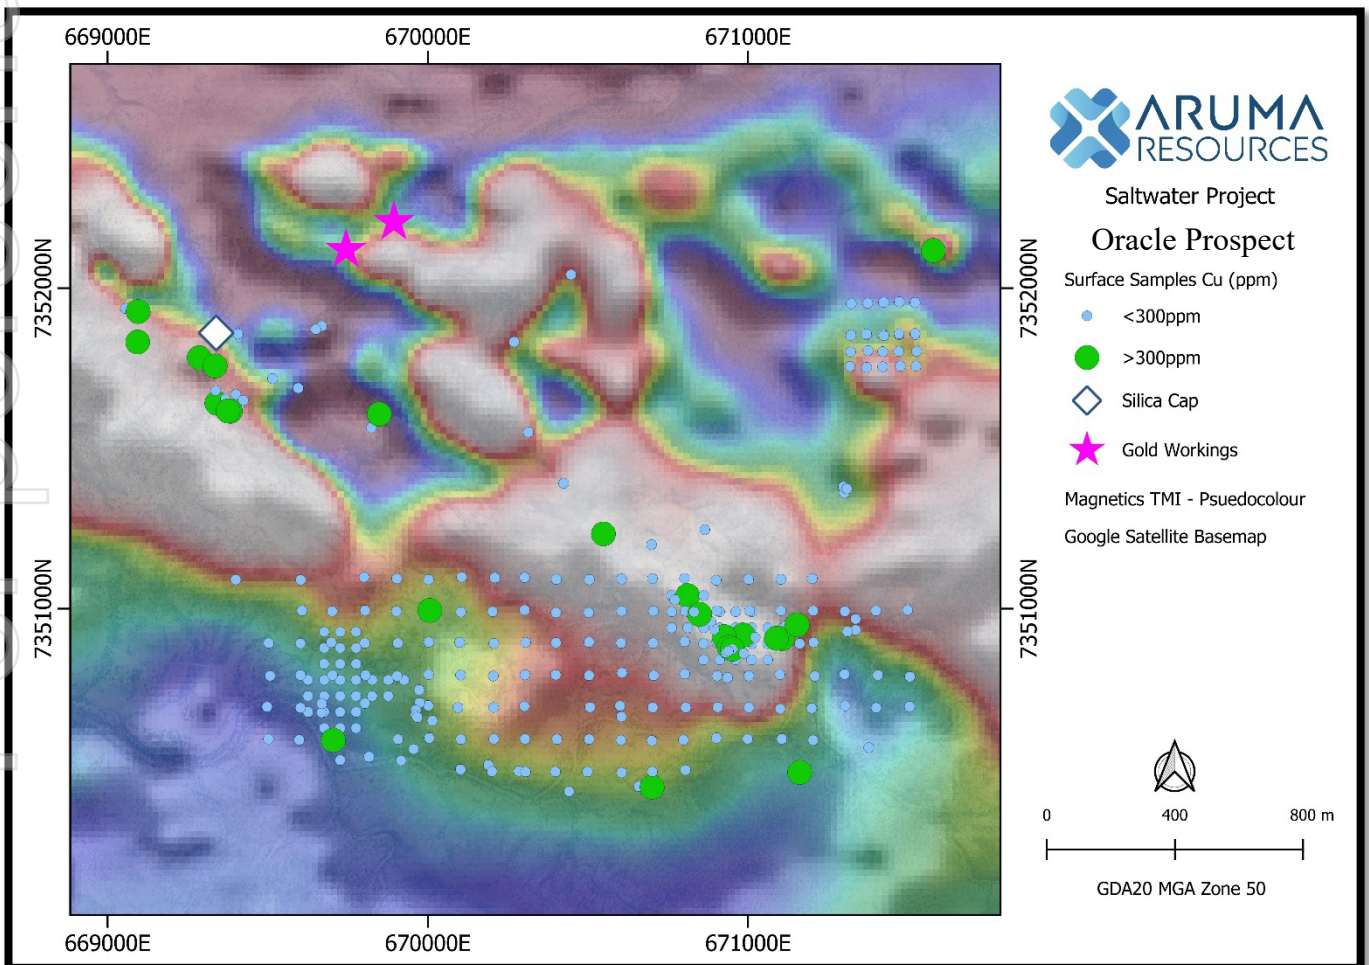 669000E 670000E 671000E
7352000N
7351000N
7352000N
7351000N
669000E 670000E 671000E
ARUMA
RESOURCES
Saltwater Project
Oracle Prospect
Surface Samples Cu (ppm)
<300ppm
>300ppm
Silica Cap
Gold Workings
Magnetics TMI - Psuedocolour
Google Satellite Basemap
0 400 800 m
GDA20 MGA Zone 50